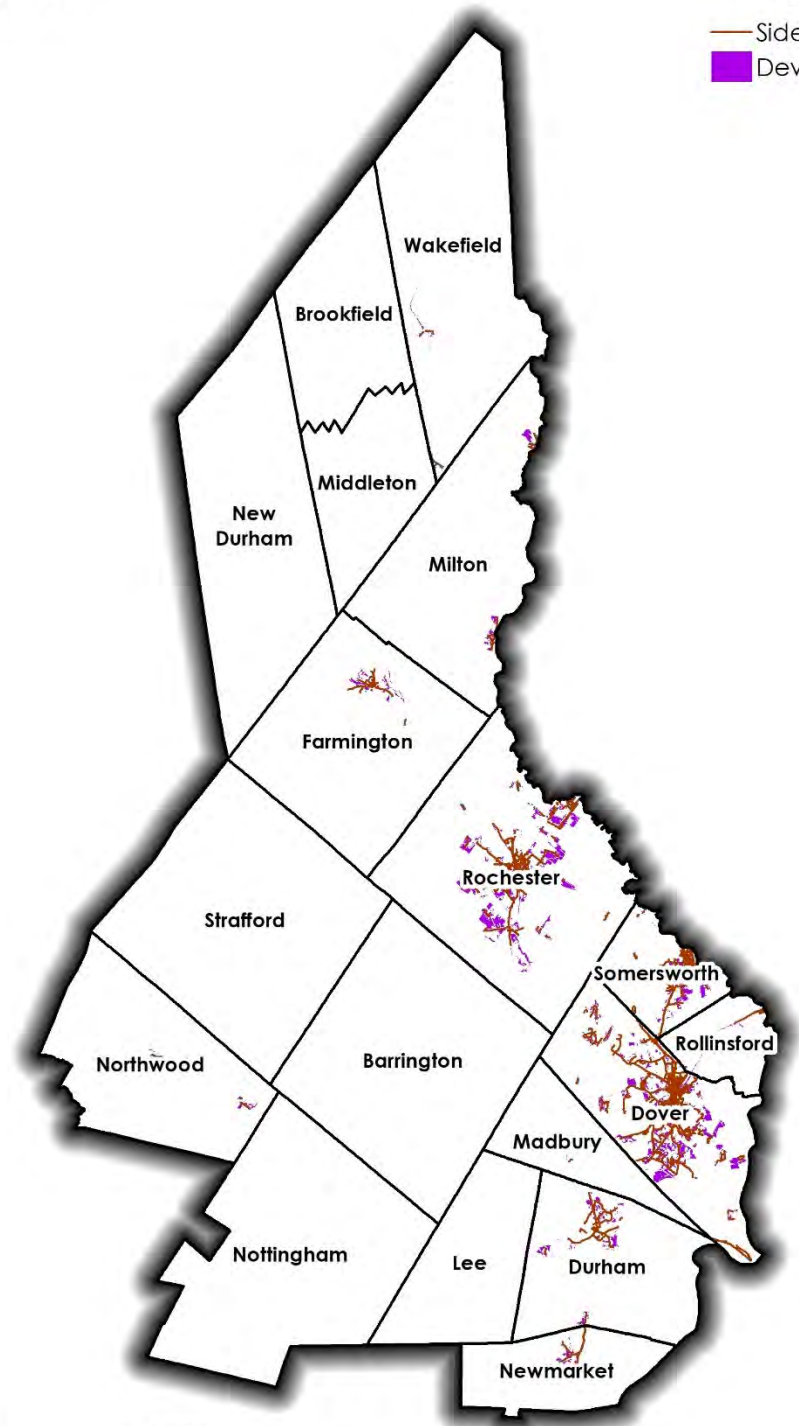 Side
Dev
Wakefield
Brookfield
Middleton
New
Durham
Milton
Farmington
Rochester
Strafford
Somersworth
Rollinsford
Northwood
Barrington
Dover
Madbury
Nottingham
Lee
Durham
Newmarket